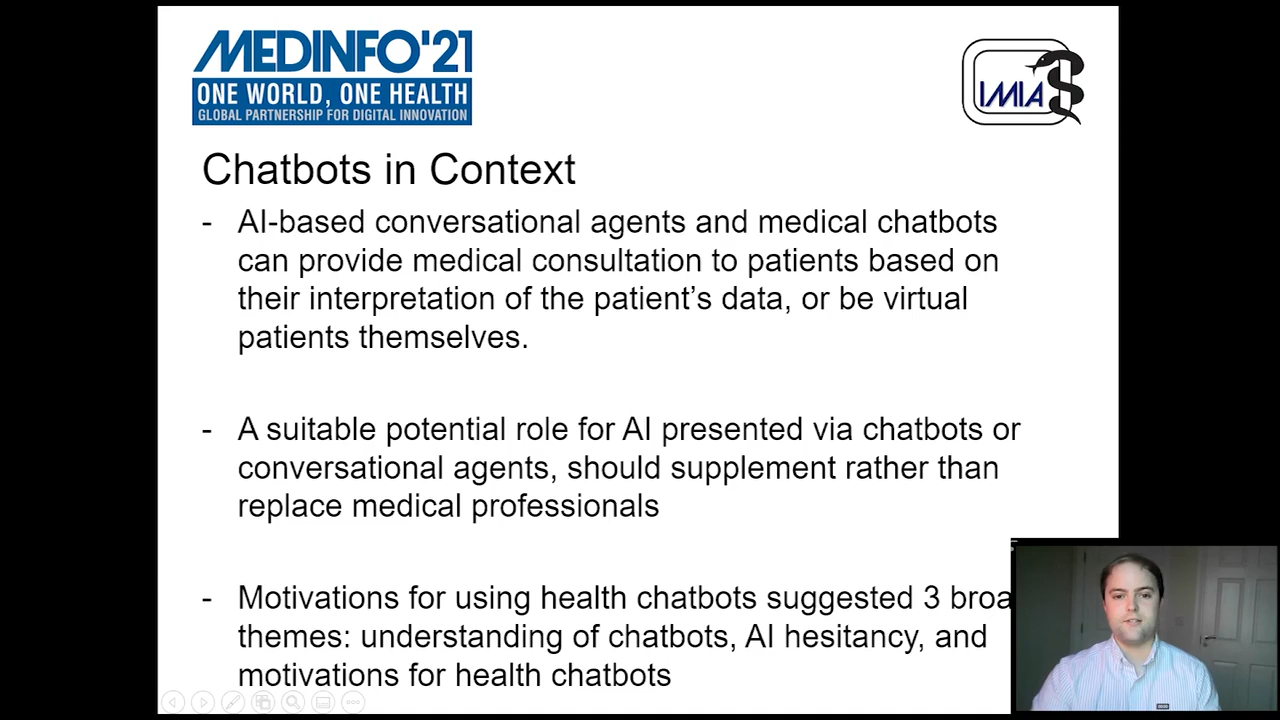 MEDINFO'21
ONE WORLD, ONE HEALTH
GLOBAL PARTNERSHIP FOR DIGITAL INNOVATION
IMIA
Chatbots in Context
- AI-based conversational agents and medical chatbots
can provide medical consultation to patients based on
their interpretation of the patient’s data, or be virtual
patients themselves.
- A suitable potential role for AI presented via chatbots or
conversational agents, should supplement rather than
replace medical professionals
- Motivations for using health chatbots suggested 3 broa
themes: understanding of chatbots, AI hesitancy, and
motivations for health chatbots